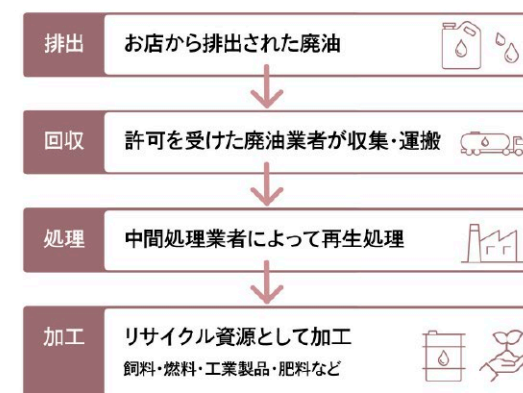 排出
お店から排出された廃油
回収
許可を受けた廃油業者が収集・運搬
処理
中間処理業者によって再生処理
加工
リサイクル資源として加工
飼料・燃料・工業製品・肥料など